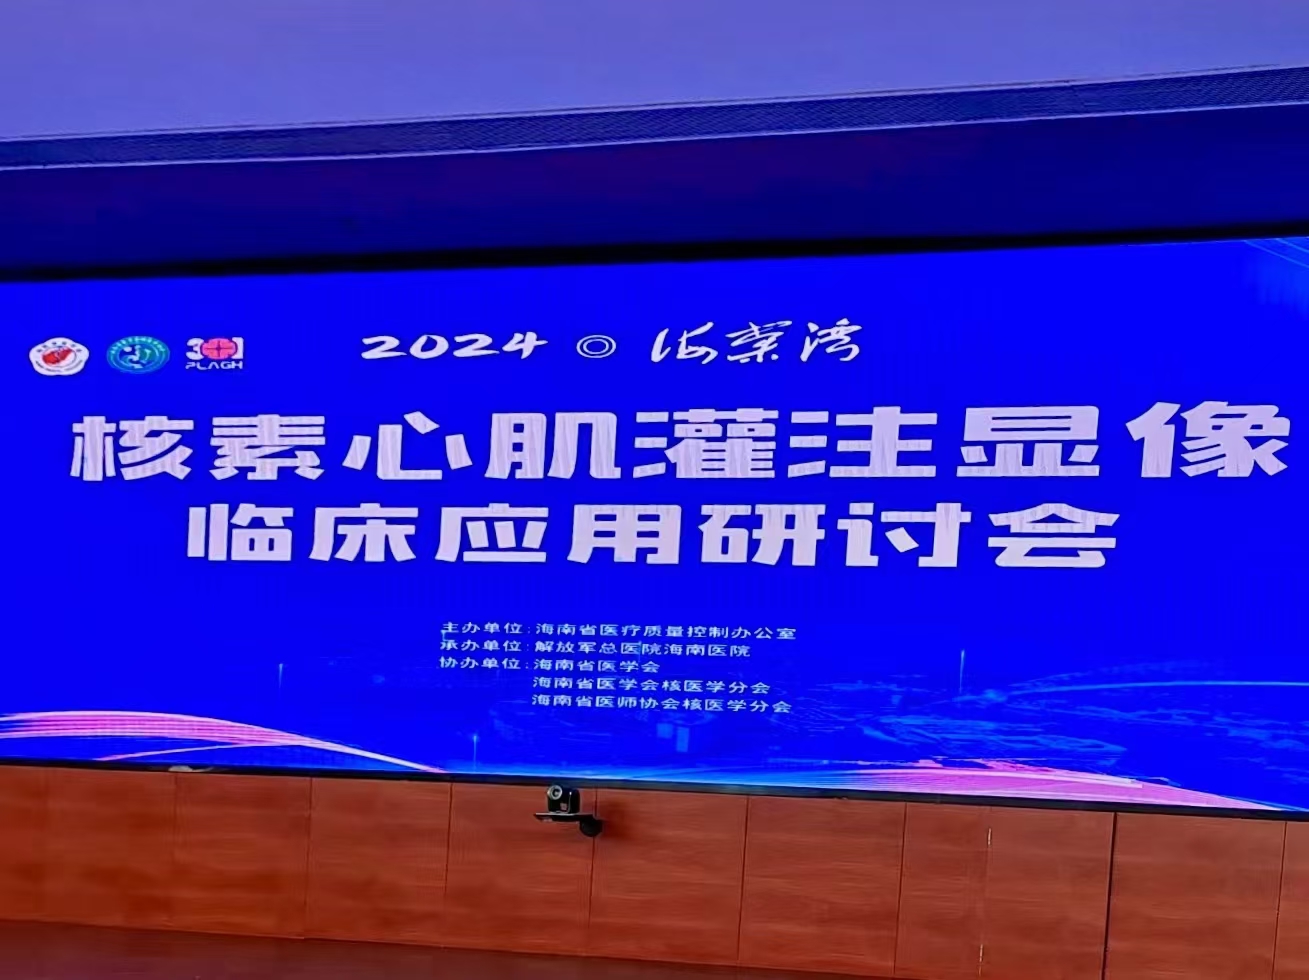 301
PLAGH
2024 ◎ 海棠湾
核素心肌灌注显像
临床应用研讨会
主办单位:海南省医疗质量控制办公室
承办单位:解放军总医院海南医院
协办单位:海南省医学会
海南省医学会核医学分会
海南省医师协会核医学分会